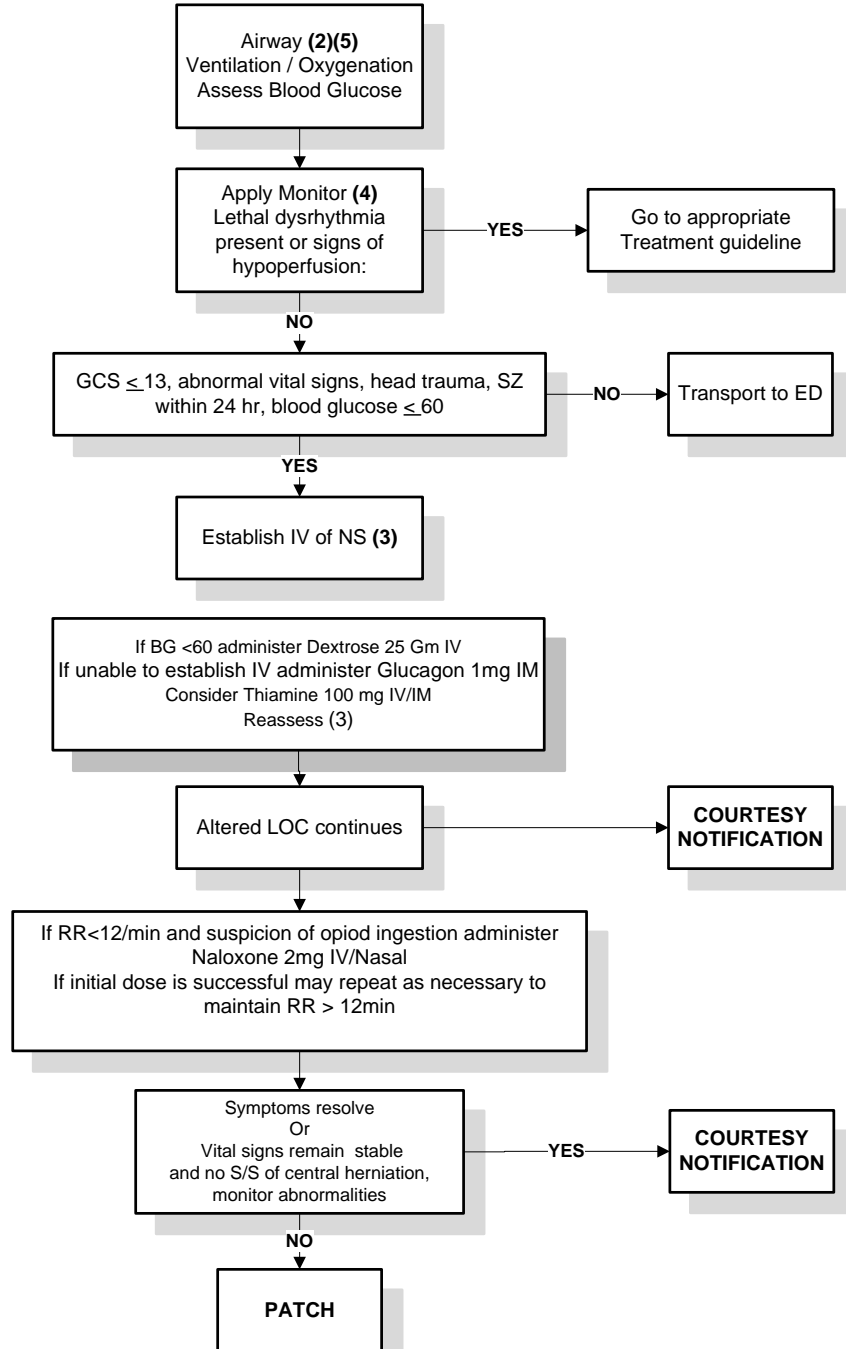 Airway (2)(5)
Ventilation / Oxygenation
Assess Blood Glucose
Apply Monitor (4)
Lethal dysrhythmia
present or signs of
hypoperfusion:
YES
Go to appropriate
Treatment guideline
NO
GCS < 13, abnormal vital signs, head trauma, SZ
within 24 hr, blood glucose < 60
NO
Transport to ED
YES
Establish IV of NS (3)
If BG <60 administer Dextrose 25 Gm IV
If unable to establish IV administer Glucagon 1mg IM
Consider Thiamine 100 mg IV/IM
Reassess (3)
Altered LOC continues
COURTESY
NOTIFICATION
If RR<12/min and suspicion of opiod ingestion administer
Naloxone 2mg IV/Nasal
If initial dose is successful may repeat as necessary to
maintain RR > 12min
Symptoms resolve
Or
Vital signs remain stable
and no S/S of central herniation,
monitor abnormalities
YES
COURTESY
NOTIFICATION
NO
PATCH